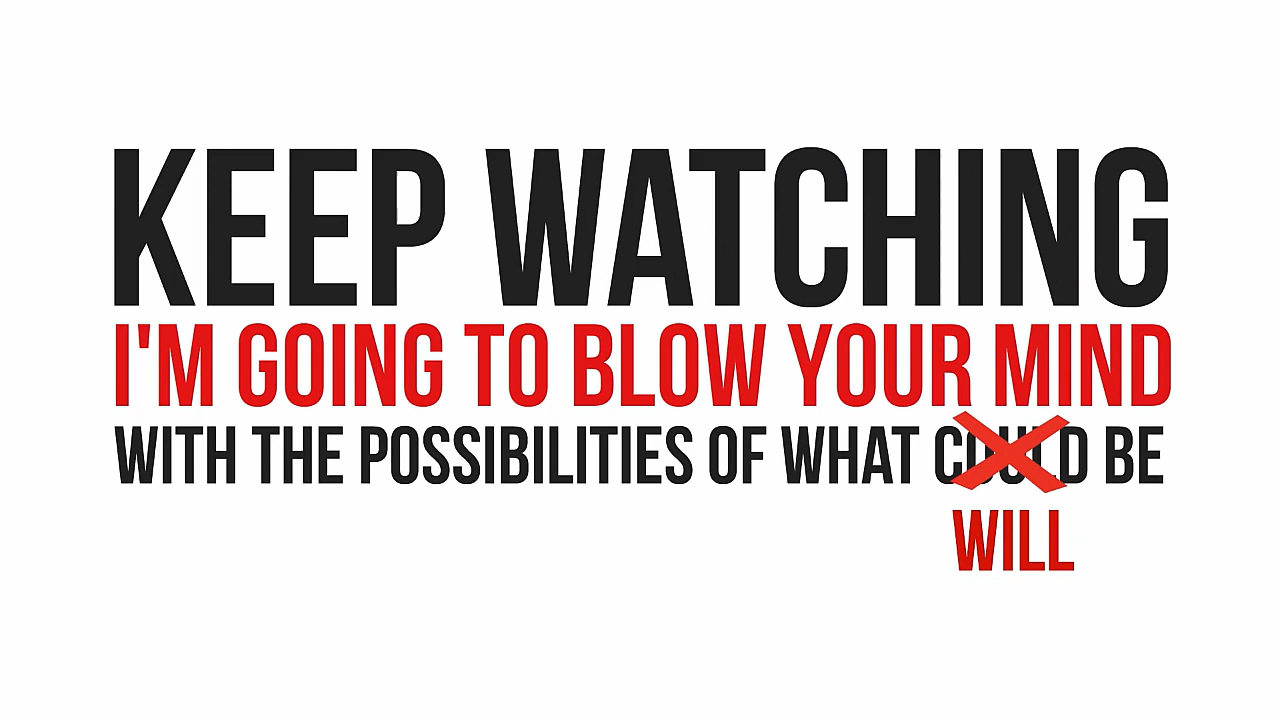 KEEP WATCHING
I'M GOING TO BLOW YOUR MIND
WITH THE POSSIBILITIES OF WHAT COULD BE
WILL